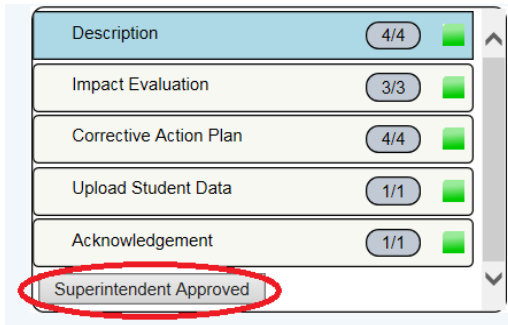 Description 4/4
Impact Evaluation 3/3
Corrective Action Plan 4/4
Upload Student Data 1/1
Acknowledgement 1/1
Superintendent Approved